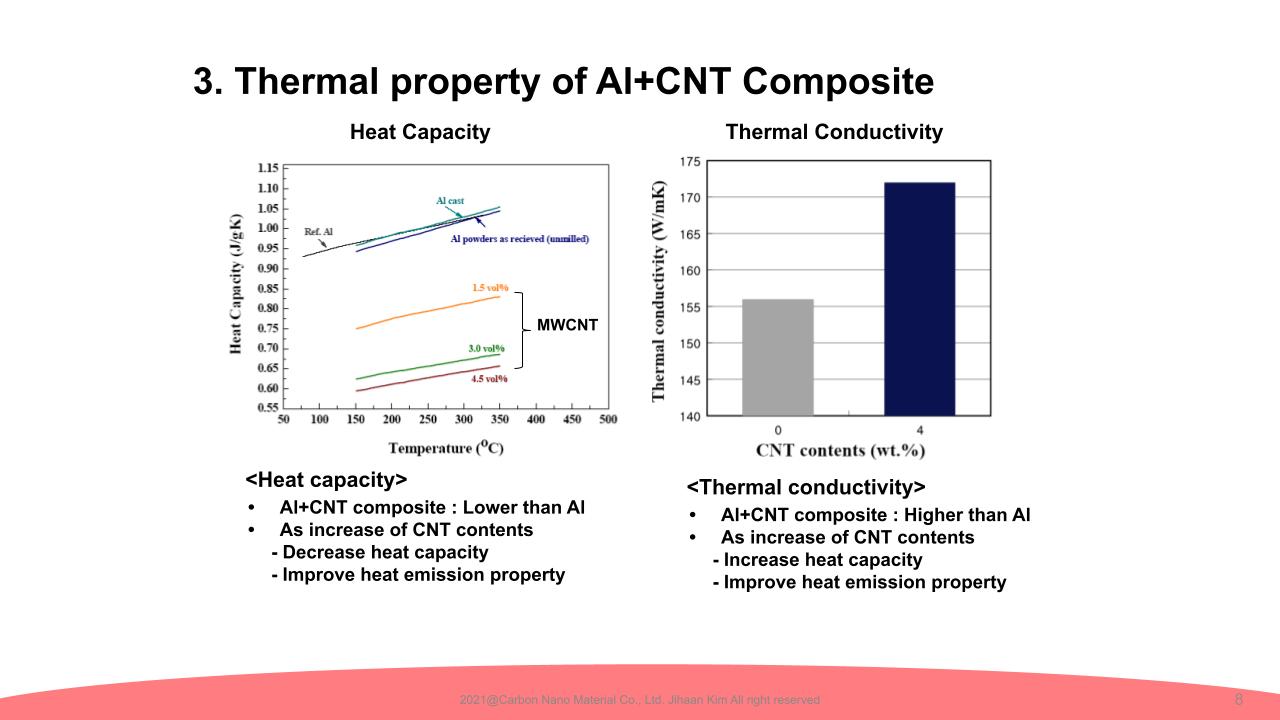 3. Thermal property of Al+CNT Composite
Heat Capacity
1.15
1.10
1.05
1.00
0.95
0.90
0.85
0.80
0.75
0.70
0.65
0.60
0.55
Heat Capacity (J/gK)
Al cast
Ref. Al
Al powders as recieved (unmilled)
1.5 vol%
MWCNT
3.0 vol%
4.5 vol%
50 100 150 200 250 300 350 400 450 500
Temperature (⁰C)
Thermal Conductivity
175
170
165
160
155
150
145
140
Thermal conductivity (W/mK)
0 4
CNT contents (wt.%)
<Heat capacity>
• Al+CNT composite : Lower than Al
• As increase of CNT contents
- Decrease heat capacity
- Improve heat emission property
<Thermal conductivity>
• Al+CNT composite : Higher than Al
• As increase of CNT contents
- Increase heat capacity
- Improve heat emission property
2021@Carbon Nano Material Co., Ltd. Jihaan Kim All right reserved
8